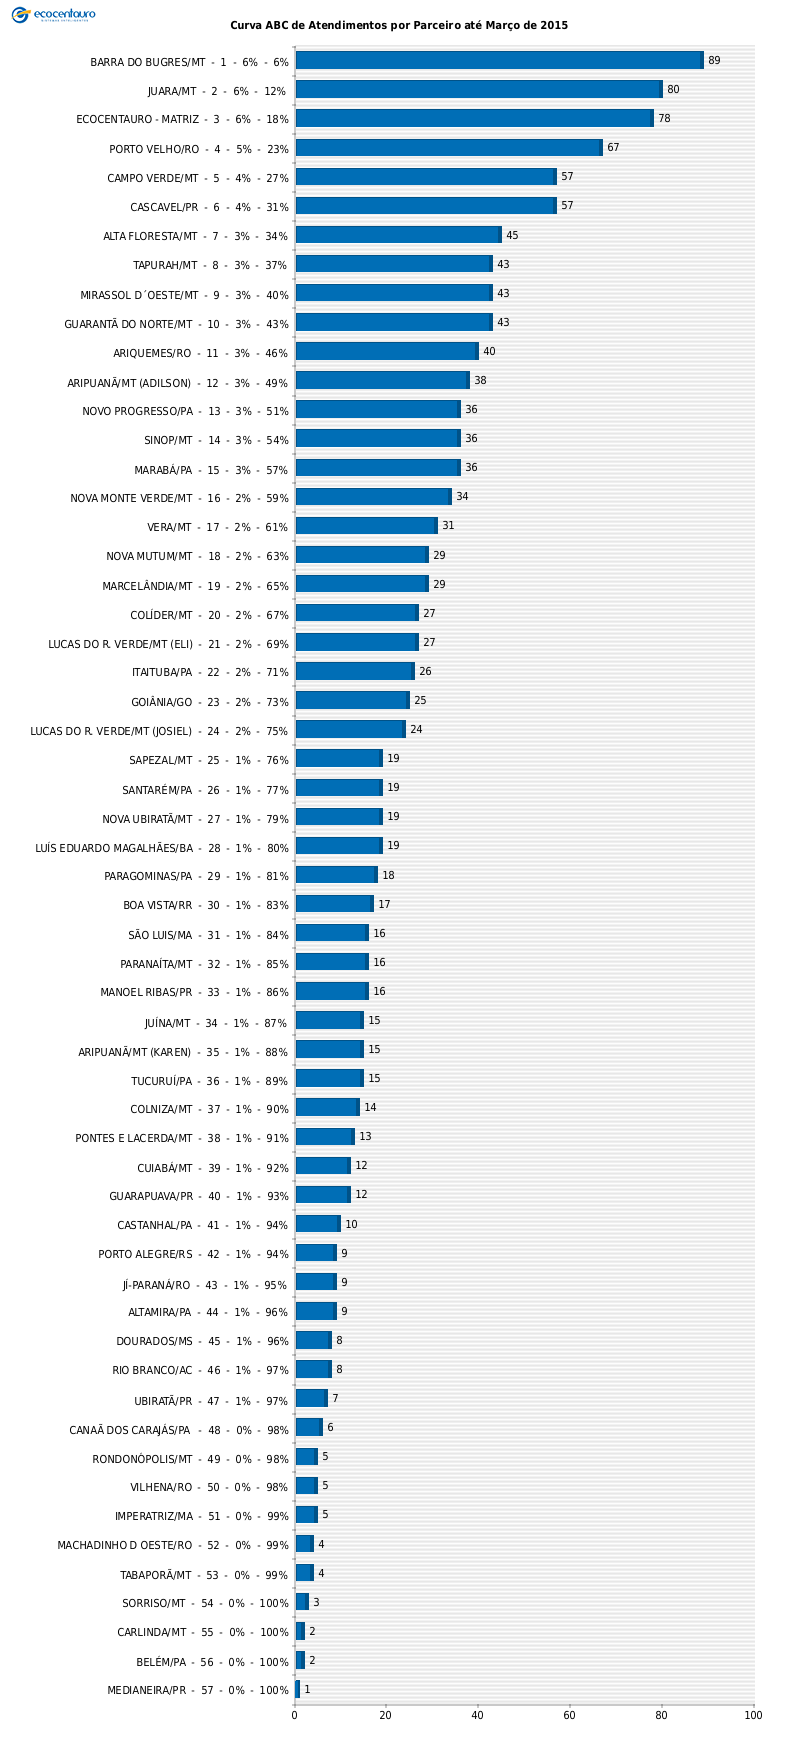 ecocentauro
Curva ABC de Atendimentos por Parceiro até Março de 2015
BARRA DO BUGRES/MT - 1 - 6% - 6% 89
JUARA/MT - 2 - 6% - 12% 80
ECOCENTAURO - MATRIZ - 3 - 6% - 18% 78
PORTO VELHO/RO - 4 - 5% - 23% 67
CAMPO VERDE/MT - 5 - 4% - 27% 57
CASCAVEL/PR - 6 - 4% - 31% 57
ALTA FLORESTA/MT - 7 - 3% - 34% 45
TAPURAH/MT - 8 - 3% - 37% 43
MIRASSOL D´OESTE/MT - 9 - 3% - 40% 43
GUARANTÃ DO NORTE/MT - 10 - 3% - 43% 43
ARIQUEMES/RO - 11 - 3% - 46% 40
ARIPUANÃ/MT (ADILSON) - 12 - 3% - 49% 38
NOVO PROGRESSO/PA - 13 - 3% - 51% 36
SINOP/MT - 14 - 3% - 54% 36
MARABÁ/PA - 15 - 3% - 57% 36
NOVA MONTE VERDE/MT - 16 - 2% - 59% 34
VERA/MT - 17 - 2% - 61% 31
NOVA MUTUM/MT - 18 - 2% - 63% 29
MARCELÂNDIA/MT - 19 - 2% - 65% 29
COLÍDER/MT - 20 - 2% - 67% 27
LUCAS DO R. VERDE/MT (ELI) - 21 - 2% - 69% 27
ITAITUBA/PA - 22 - 2% - 71% 26
GOIÂNIA/GO - 23 - 2% - 73% 25
LUCAS DO R. VERDE/MT (JOSIEL) - 24 - 2% - 75% 24
SAPEZAL/MT - 25 - 1% - 76% 19
SANTARÉM/PA - 26 - 1% - 77% 19
NOVA UBIRATÃ/MT - 27 - 1% - 79% 19
LUÍS EDUARDO MAGALHÃES/BA - 28 - 1% - 80% 19
PARAGOMINAS/PA - 29 - 1% - 81% 18
BOA VISTA/RR - 30 - 1% - 83% 17
SÃO LUIS/MA - 31 - 1% - 84% 16
PARANAÍTA/MT - 32 - 1% - 85% 16
MANOEL RIBAS/PR - 33 - 1% - 86% 16
JUÍNA/MT - 34 - 1% - 87% 15
ARIPUANÃ/MT (KAREN) - 35 - 1% - 88% 15
TUCURUÍ/PA - 36 - 1% - 89% 15
COLNIZA/MT - 37 - 1% - 90% 14
PONTES E LACERDA/MT - 38 - 1% - 91% 13
CUIABÁ/MT - 39 - 1% - 92% 12
GUARAPUAVA/PR - 40 - 1% - 93% 12
CASTANHAL/PA - 41 - 1% - 94% 10
PORTO ALEGRE/RS - 42 - 1% - 94% 9
JÍ-PARANÁ/RO - 43 - 1% - 95% 9
ALTAMIRA/PA - 44 - 1% - 96% 9
DOURADOS/MS - 45 - 1% - 96% 8
RIO BRANCO/AC - 46 - 1% - 97% 8
UBIRATÃ/PR - 47 - 1% - 97% 7
CANAÃ DOS CARAJÁS/PA - 48 - 0% - 98% 6
RONDONÓPOLIS/MT - 49 - 0% - 98% 5
VILHENA/RO - 50 - 0% - 98% 5
IMPERATRIZ/MA - 51 - 0% - 99% 5
MACHADINHO D OESTE/RO - 52 - 0% - 99% 4
TABAPORÃ/MT - 53 - 0% - 99% 4
SORRISO/MT - 54 - 0% - 100% 3
CARLINDA/MT - 55 - 0% - 100% 2
BELÉM/PA - 56 - 0% - 100% 2
MEDIANEIRA/PR - 57 - 0% - 100% 1
0 20 40 60 80 100